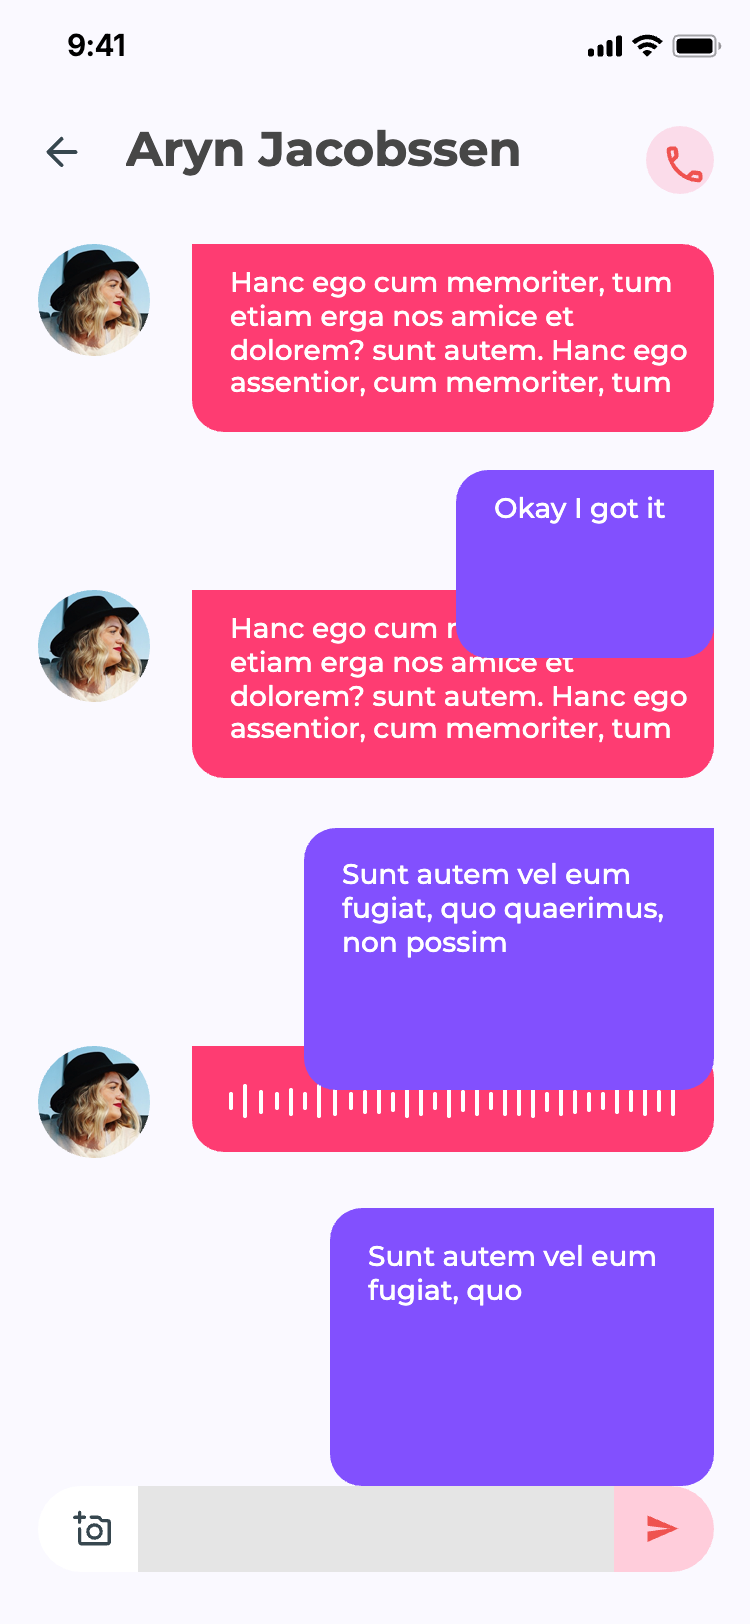 9:41
Aryn Jacobssen
Hanc ego cum memoriter, tum
etiam erga nos amice et
dolorem? sunt autem. Hanc ego
assentior, cum memoriter, tum
Okay I got it
Hanc ego cum
etiam erga nos amice et
dolorem? sunt autem. Hanc ego
assentior, cum memoriter, tum
Sunt autem vel eum
fugiat, quo quaerimus,
non possim
Sunt autem vel eum
fugiat, quo